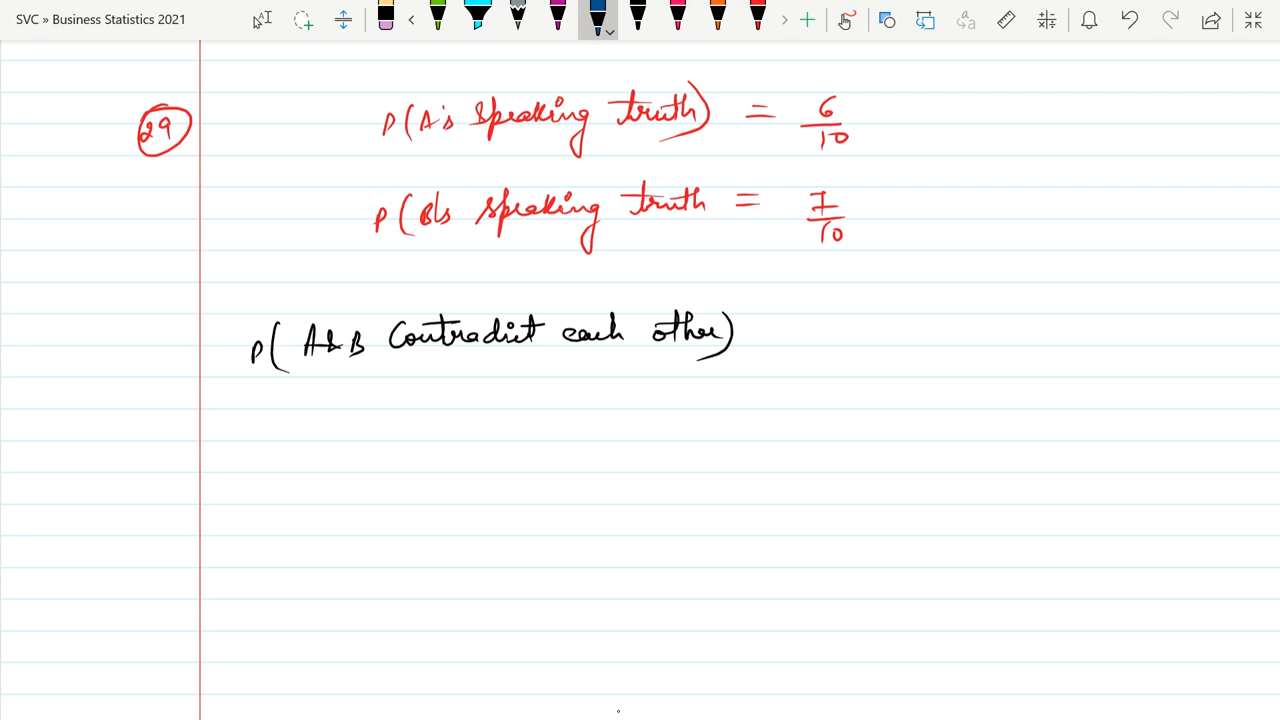 SVC » Business Statistics 2021
29
P(A's Speaking truth) = 6/10
P(B's speaking truth = 7/10
P( A & B Contradict each other)